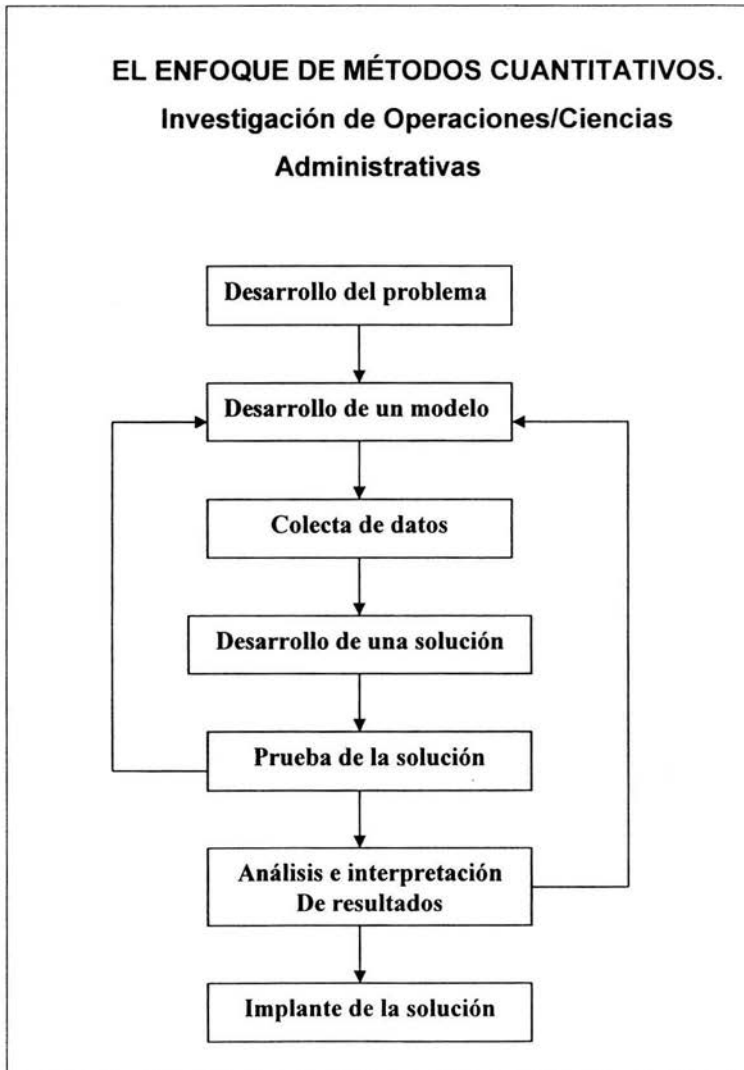 EL ENFOQUE DE MÉTODOS CUANTITATIVOS.
Investigación de Operaciones/Ciencias
Administrativas
Desarrollo del problema
Desarrollo de un modelo
Colecta de datos
Desarrollo de una solución
Prueba de la solución
Análisis e interpretación
De resultados
Implante de la solución